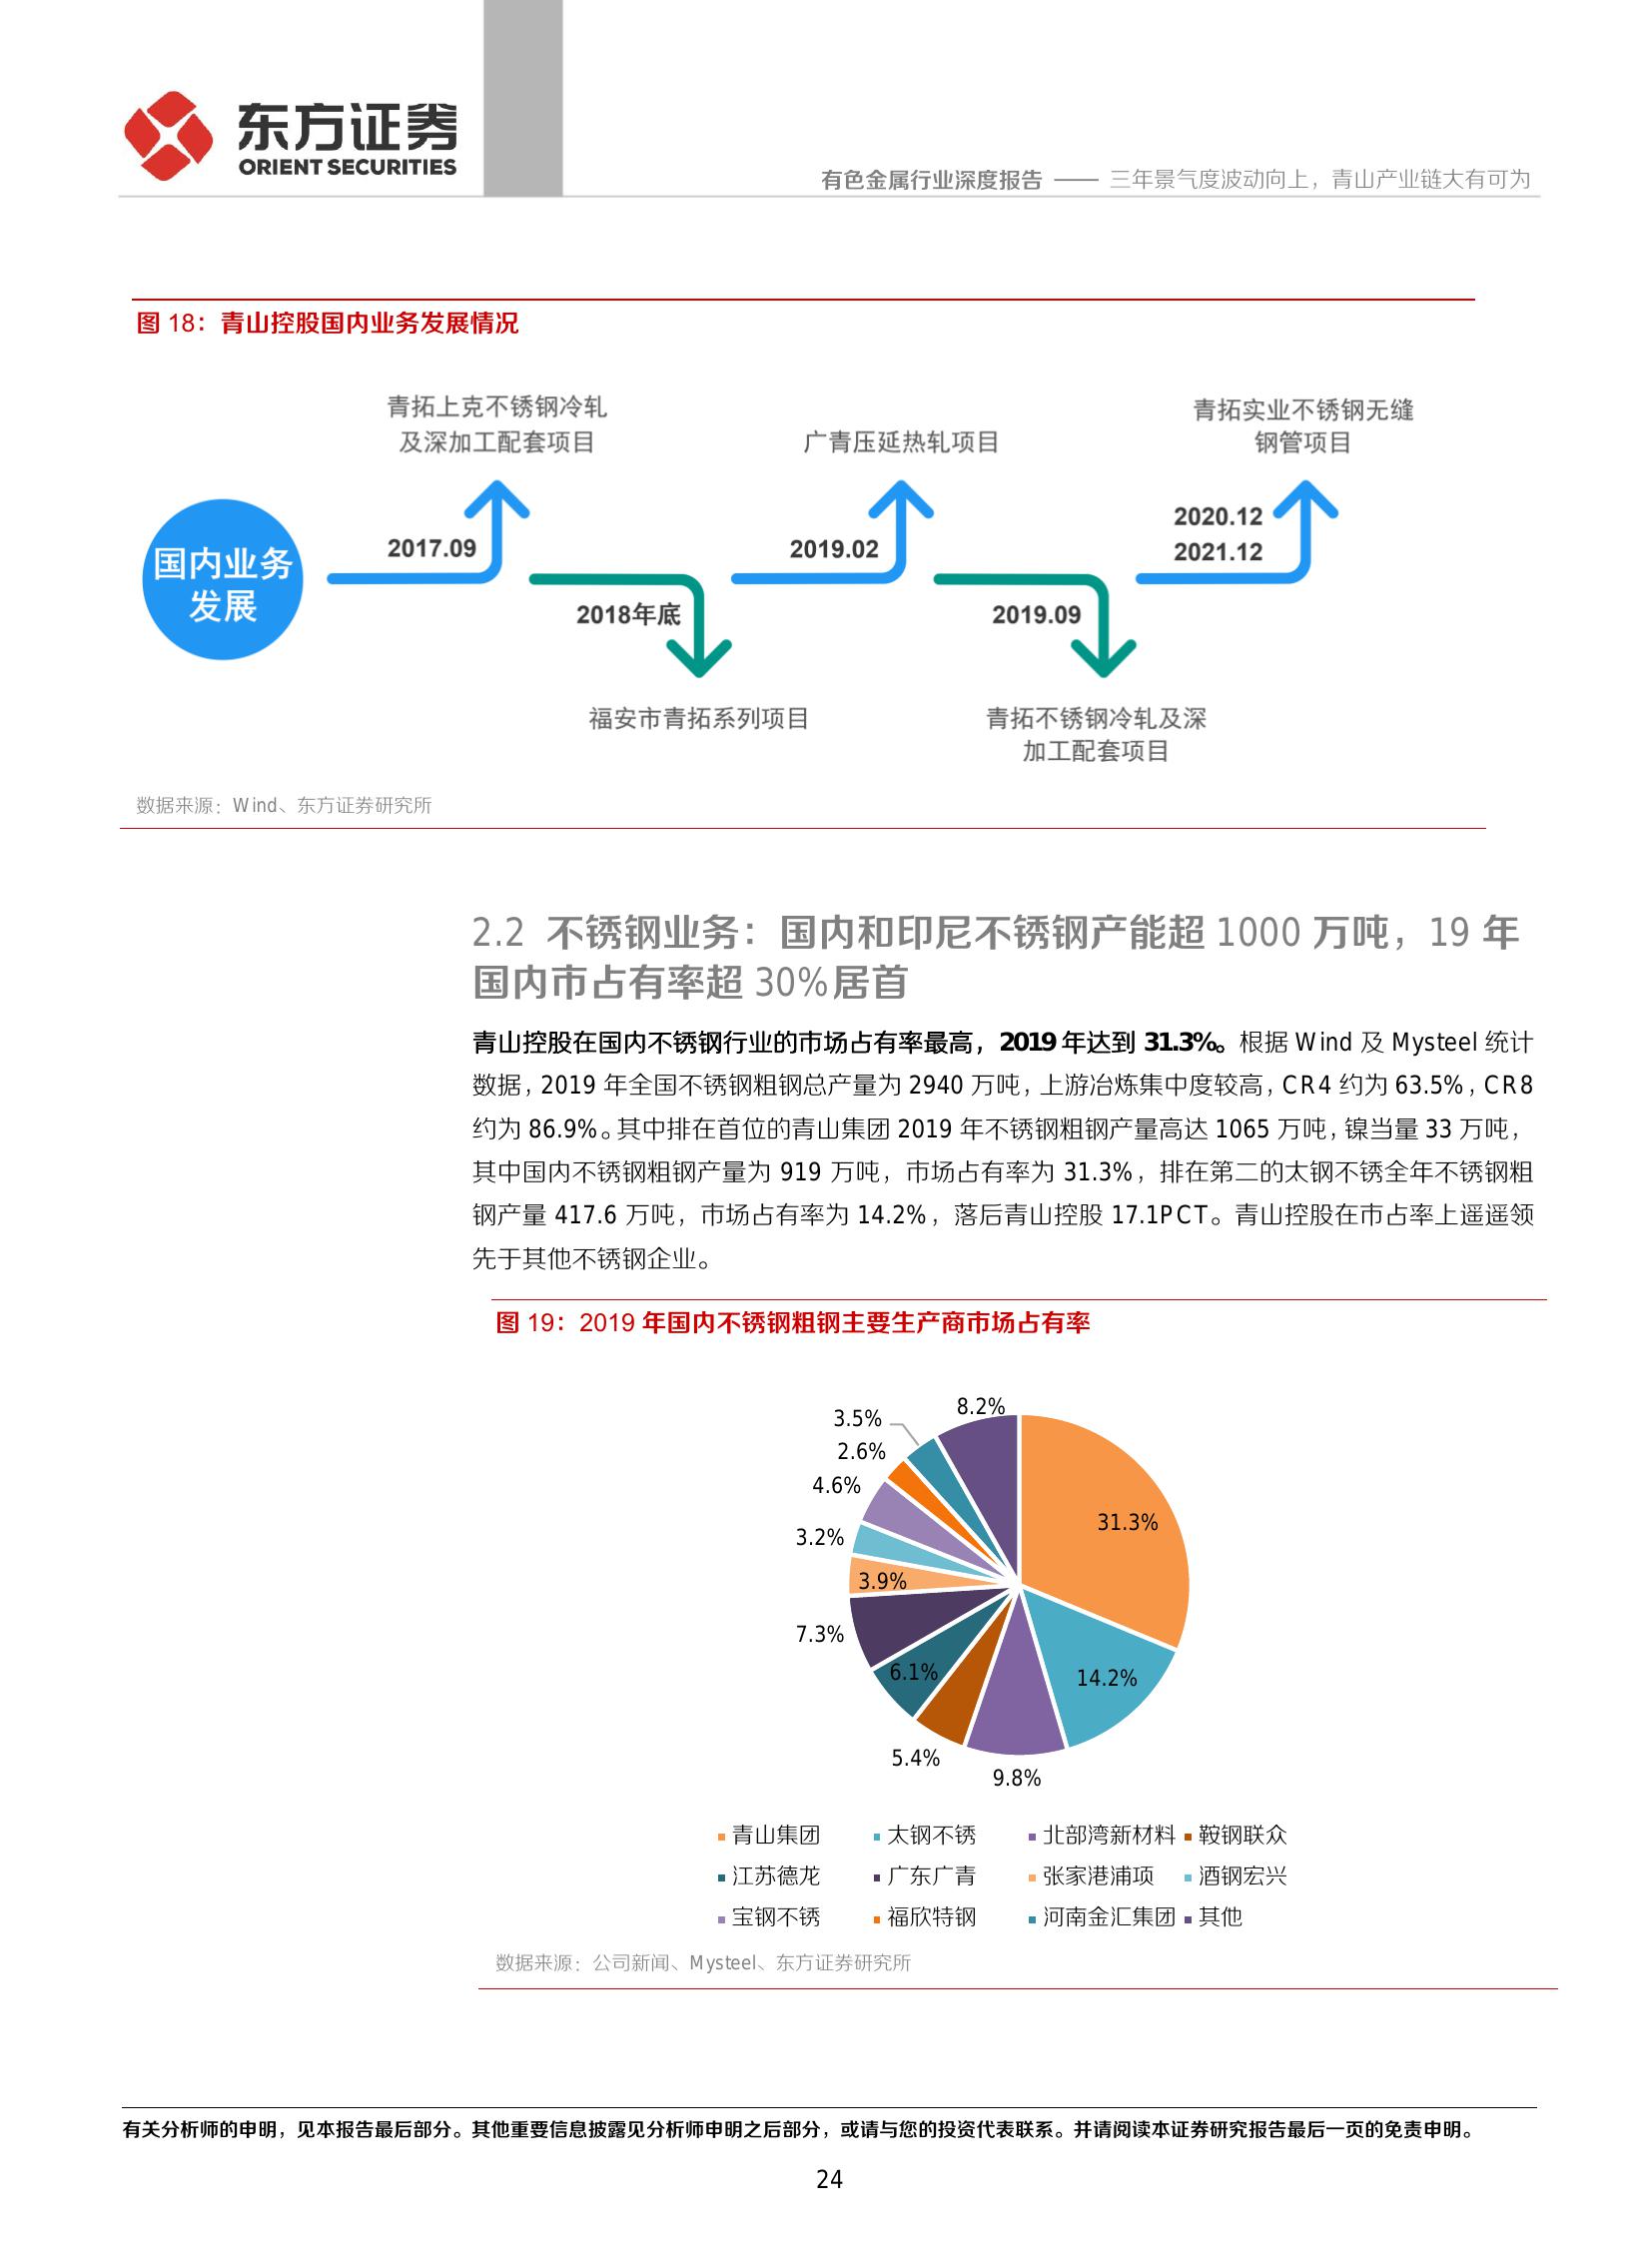 东方证券
ORIENT SECURITIES
有色金属行业深度报告 —— 三年景气度波动向上，青山产业链大有可为
图 18：青山控股国内业务发展情况
青拓上克不锈钢冷轧
及深加工配套项目
广青压延热轧项目
青拓实业不锈钢无缝
钢管项目
国内业务
发展
2017.09
2018年底
2019.02
2019.09
2020.12
2021.12
福安市青拓系列项目
青拓不锈钢冷轧及深
加工配套项目
数据来源：Wind、东方证券研究所
2.2 不锈钢业务：国内和印尼不锈钢产能超 1000 万吨，19 年
国内市占有率超 30%居首
青山控股在国内不锈钢行业的市场占有率最高，2019 年达到 31.3%。根据 Wind 及 Mysteel 统计
数据，2019 年全国不锈钢粗钢总产量为 2940 万吨，上游冶炼集中度较高，CR4 约为 63.5%，CR8
约为 86.9%。其中排在首位的青山集团 2019 年不锈钢粗钢产量高达 1065 万吨，镍当量 33 万吨，
其中国内不锈钢粗钢产量为 919 万吨，市场占有率为 31.3%，排在第二的太钢不锈全年不锈钢粗
钢产量 417.6 万吨，市场占有率为 14.2%，落后青山控股 17.1PCT。青山控股在市占率上遥遥领
先于其他不锈钢企业。
图 19：2019 年国内不锈钢粗钢主要生产商市场占有率
8.2%
3.5%
2.6%
4.6%
3.2%
3.9%
7.3%
6.1%
5.4%
9.8%
14.2%
31.3%
青山集团 太钢不锈 北部湾新材料 鞍钢联众
江苏德龙 广东广青 张家港浦项 酒钢宏兴
宝钢不锈 福欣特钢 河南金汇集团 其他
数据来源：公司新闻、Mysteel、东方证券研究所
有关分析师的申明，见本报告最后部分。其他重要信息披露见分析师申明之后部分，或请与您的投资代表联系。并请阅读本证券研究报告最后一页的免责申明。
24